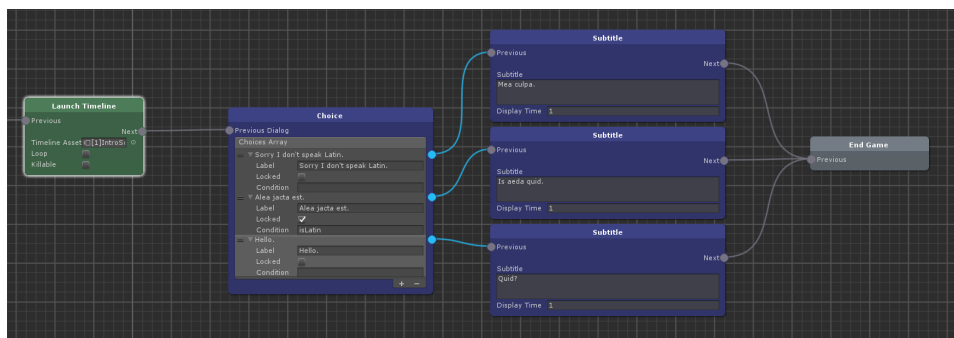 Launch Timeline
Previous
Next
Timeline Asset [1]IntroS
Loop
Killable
Choice
Previous Dialog
Choices Array
Sorry I don't speak Latin.
Label Sorry I don't speak Latin.
Locked
Condition
Alea jacta est.
Label Alea jacta est.
Locked
Condition isLatin
Hello.
Label Hello.
Locked
Condition
+ −
Subtitle
Previous
Next
Subtitle
Mea culpa.
Display Time 1
Subtitle
Previous
Next
Subtitle
Is aeda quid.
Display Time 1
Subtitle
Previous
Next
Subtitle
Quid?
Display Time 1
End Game
Previous